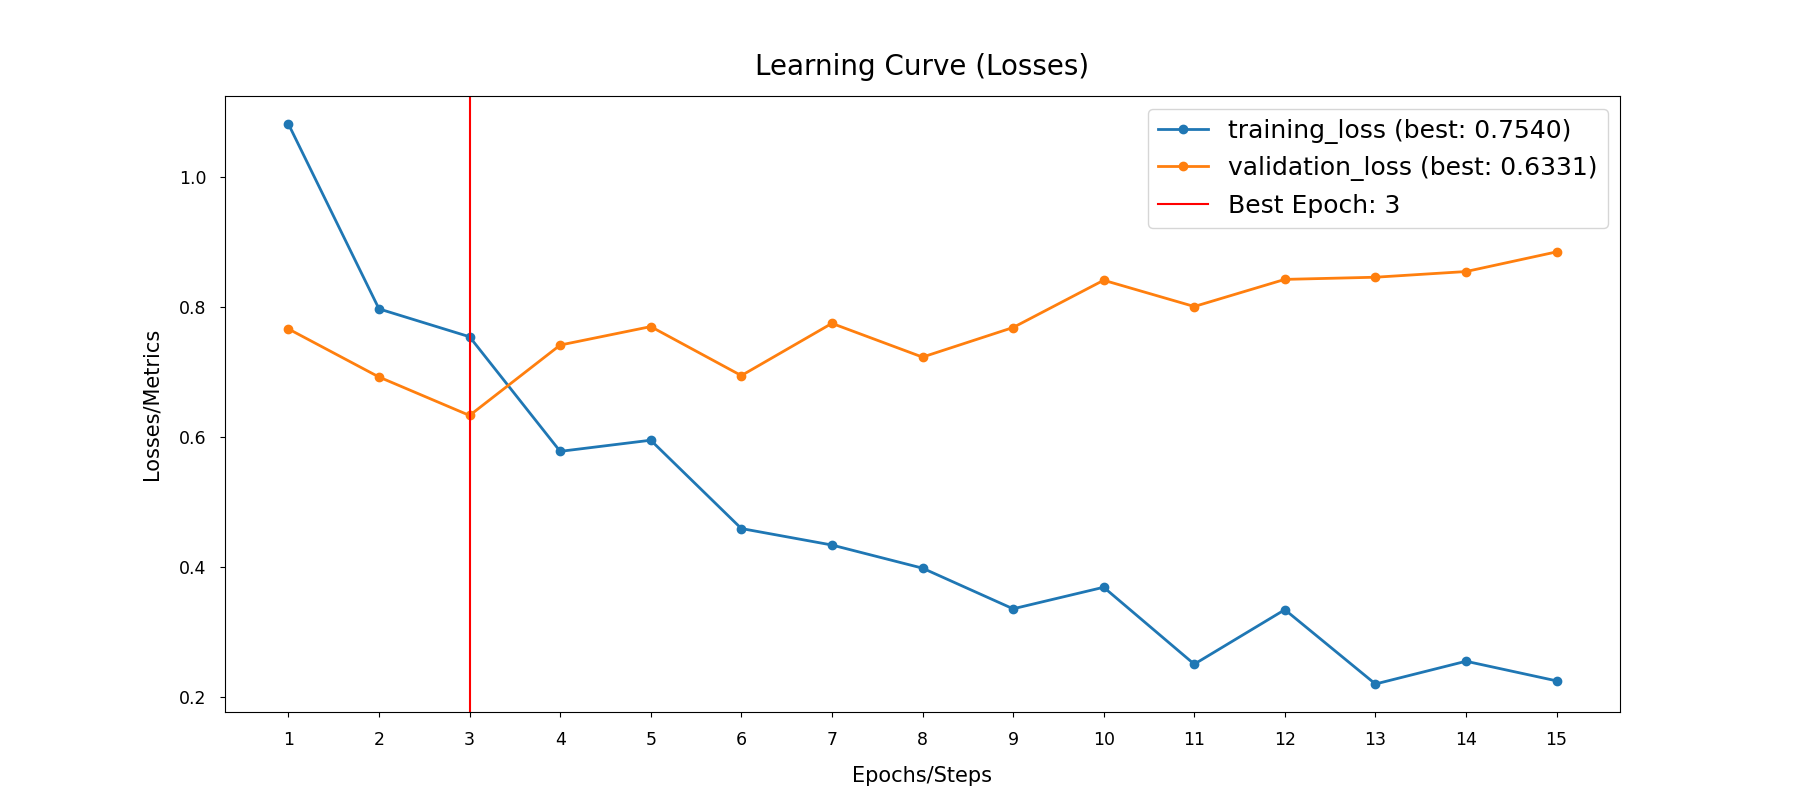 Learning Curve (Losses)
training_loss (best: 0.7540)
validation_loss (best: 0.6331)
Best Epoch: 3
Losses/Metrics
1.0
0.8
0.6
0.4
0.2
1 2 3 4 5 6 7 8 9 10 11 12 13 14 15
Epochs/Steps